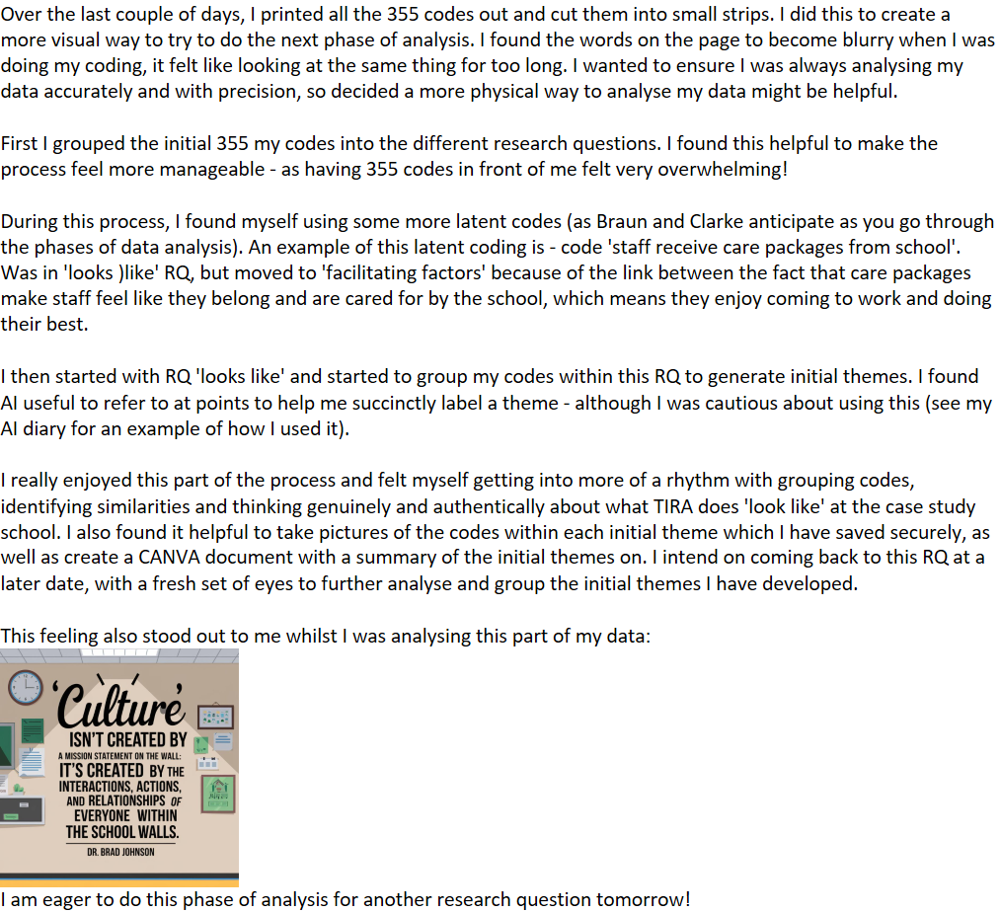 Over the last couple of days, I printed all the 355 codes out and cut them into small strips. I did this to create a
more visual way to try to do the next phase of analysis. I found the words on the page to become blurry when I was
doing my coding, it felt like looking at the same thing for too long. I wanted to ensure I was always analysing my
data accurately and with precision, so decided a more physical way to analyse my data might be helpful.
First I grouped the initial 355 my codes into the different research questions. I found this helpful to make the
process feel more manageable - as having 355 codes in front of me felt very overwhelming!
During this process, I found myself using some more latent codes (as Braun and Clarke anticipate as you go through
the phases of data analysis). An example of this latent coding is - code 'staff receive care packages from school'.
Was in 'looks )like' RQ, but moved to 'facilitating factors' because of the link between the fact that care packages
make staff feel like they belong and are cared for by the school, which means they enjoy coming to work and doing
their best.
I then started with RQ 'looks like' and started to group my codes within this RQ to generate initial themes. I found
AI useful to refer to at points to help me succinctly label a theme - although I was cautious about using this (see my
AI diary for an example of how I used it).
I really enjoyed this part of the process and felt myself getting into more of a rhythm with grouping codes,
identifying similarities and thinking genuinely and authentically about what TIRA does 'look like' at the case study
school. I also found it helpful to take pictures of the codes within each initial theme which I have saved securely, as
well as create a CANVA document with a summary of the initial themes on. I intend on coming back to this RQ at a
later date, with a fresh set of eyes to further analyse and group the initial themes I have developed.
This feeling also stood out to me whilst I was analysing this part of my data:
'Culture'
ISN'T CREATED BY
A MISSION STATEMENT ON THE WALL:
IT'S CREATED BY THE
INTERACTIONS, ACTIONS,
AND RELATIONSHIPS OF
EVERYONE WITHIN
THE SCHOOL WALLS.
DR. BRAD JOHNSON
I am eager to do this phase of analysis for another research question tomorrow!